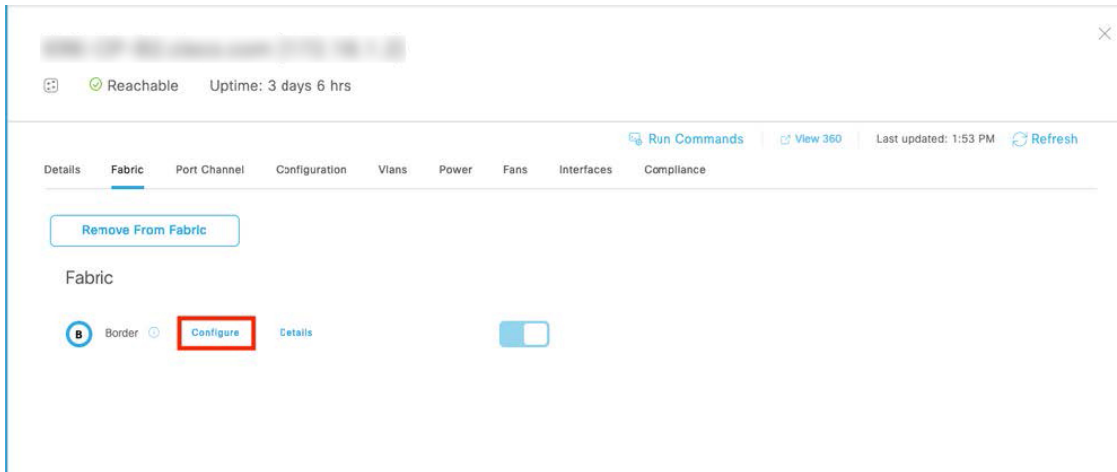 Reachable Uptime: 3 days 6 hrs
Run Commands View 360 Last updated: 1:53 PM Refresh
Details Fabric Port Channel Configuration Vlans Power Fans Interfaces Compliance
Remove From Fabric
Fabric
B Border Configure Details